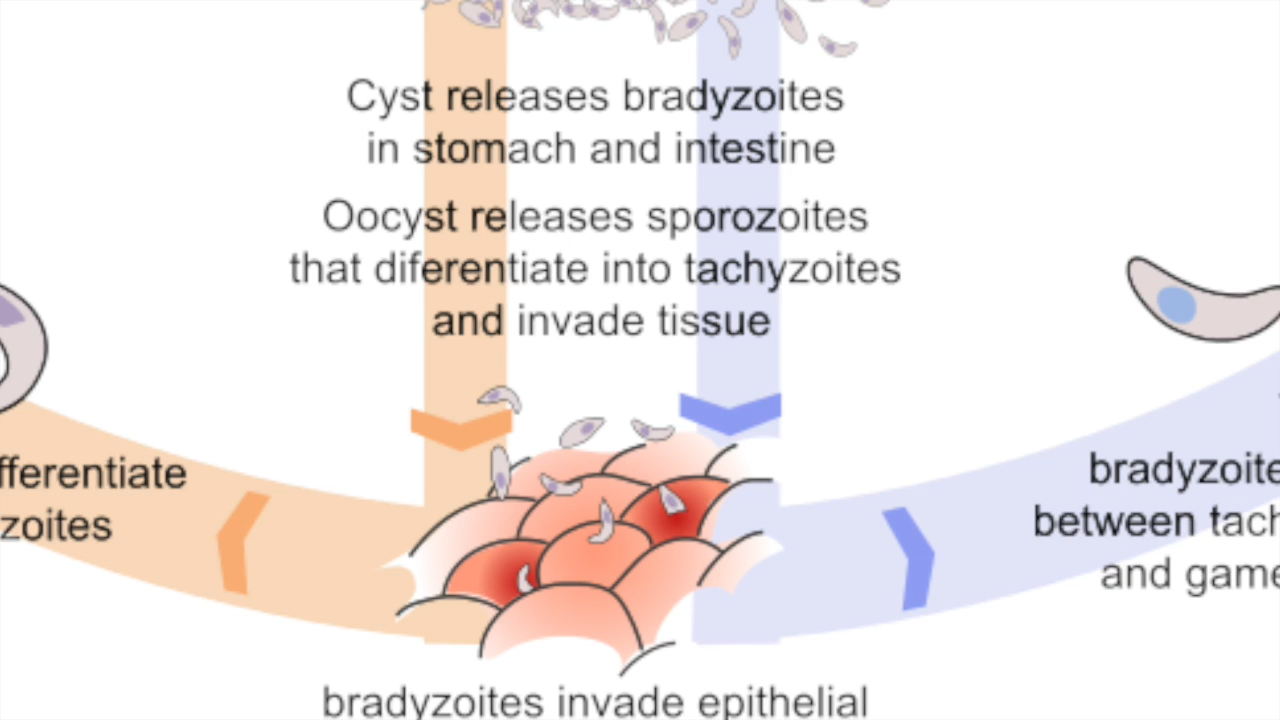 Cyst releases bradyzoites
in stomach and intestine
Oocyst releases sporozoites
that diferentiate into tachyzoites
and invade tissue
fferentiate
zoites
bradyzoite
between tach
and game
bradyzoites invade epithelial